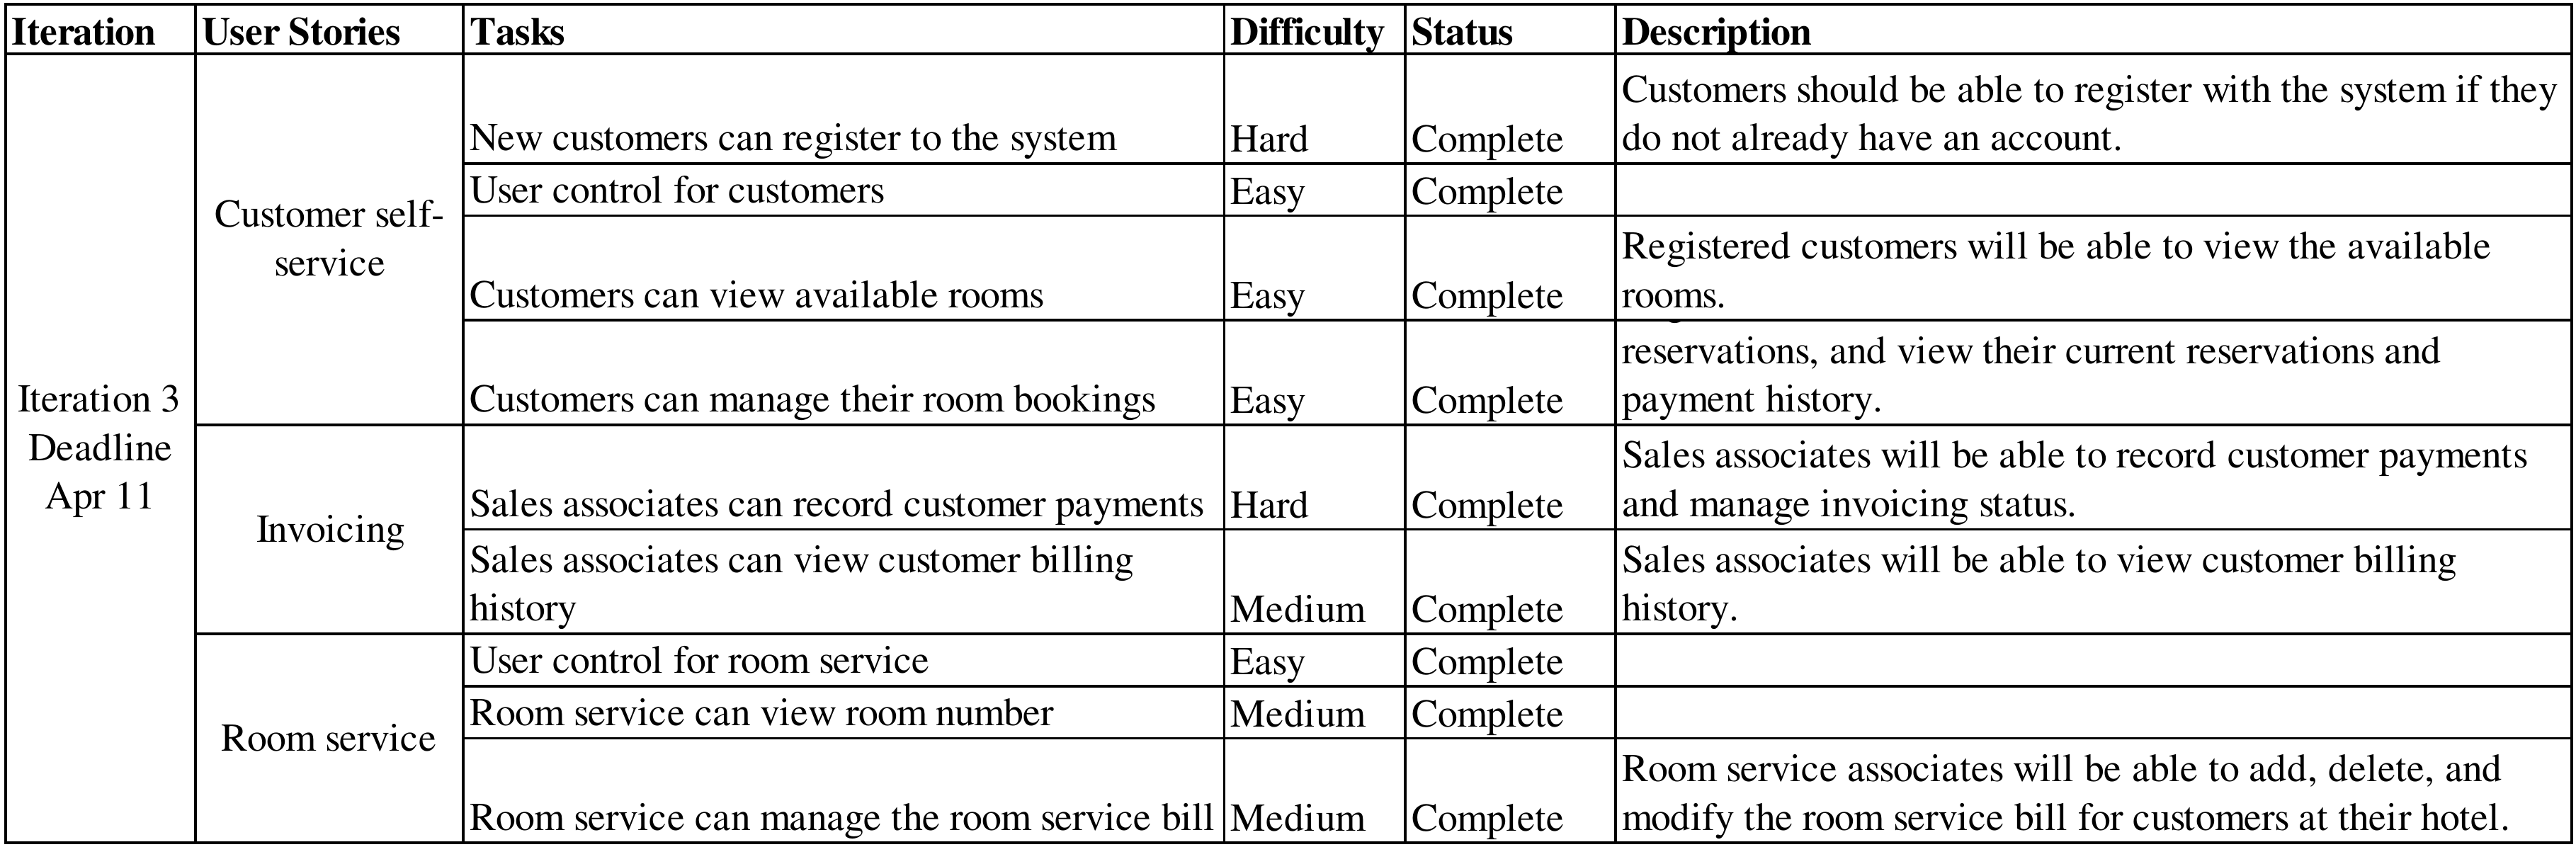 Iteration User Stories Tasks Difficulty Status Description
Iteration 3
Deadline
Apr 11
Customer self-
service
New customers can register to the system Hard Complete
Customers should be able to register with the system if they
do not already have an account.
User control for customers Easy Complete
Customers can view available rooms Easy Complete
Registered customers will be able to view the available
rooms.
Customers can manage their room bookings Easy Complete
reservations, and view their current reservations and
payment history.
Invoicing
Sales associates can record customer payments Hard Complete
Sales associates will be able to record customer payments
and manage invoicing status.
Sales associates can view customer billing
history
Medium Complete
Sales associates will be able to view customer billing
history.
Room service
User control for room service Easy Complete
Room service can view room number Medium Complete
Room service can manage the room service bill Medium Complete
Room service associates will be able to add, delete, and
modify the room service bill for customers at their hotel.